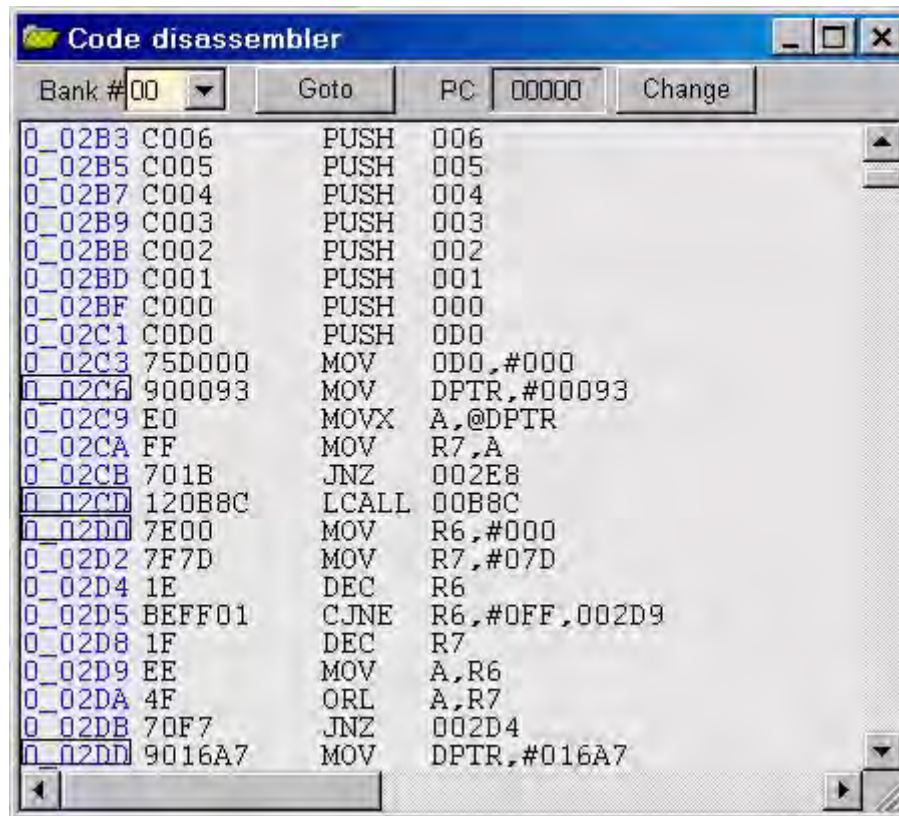 Code disassembler
Bank # 00 Goto PC 00000 Change
0_02B3 C006 PUSH 006
0_02B5 C005 PUSH 005
0_02B7 C004 PUSH 004
0_02B9 C003 PUSH 003
0_02BB C002 PUSH 002
0_02BD C001 PUSH 001
0_02BF C000 PUSH 000
0_02C1 C0D0 PUSH 0D0
0_02C3 75D000 MOV 0D0,#000
0_02C6 900093 MOV DPTR,#00093
0_02C9 E0 MOVX A,@DPTR
0_02CA FF MOV R7,A
0_02CB 701B JNZ 002E8
0_02CD 120B8C LCALL 00B8C
0_02D0 7E00 MOV R6,#000
0_02D2 7F7D MOV R7,#07D
0_02D4 1E DEC R6
0_02D5 BEFF01 CJNE R6,#0FF,002D9
0_02D8 1F DEC R7
0_02D9 EE MOV A,R6
0_02DA 4F ORL A,R7
0_02DB 70F7 JNZ 002D4
0_02DD 9016A7 MOV DPTR,#016A7